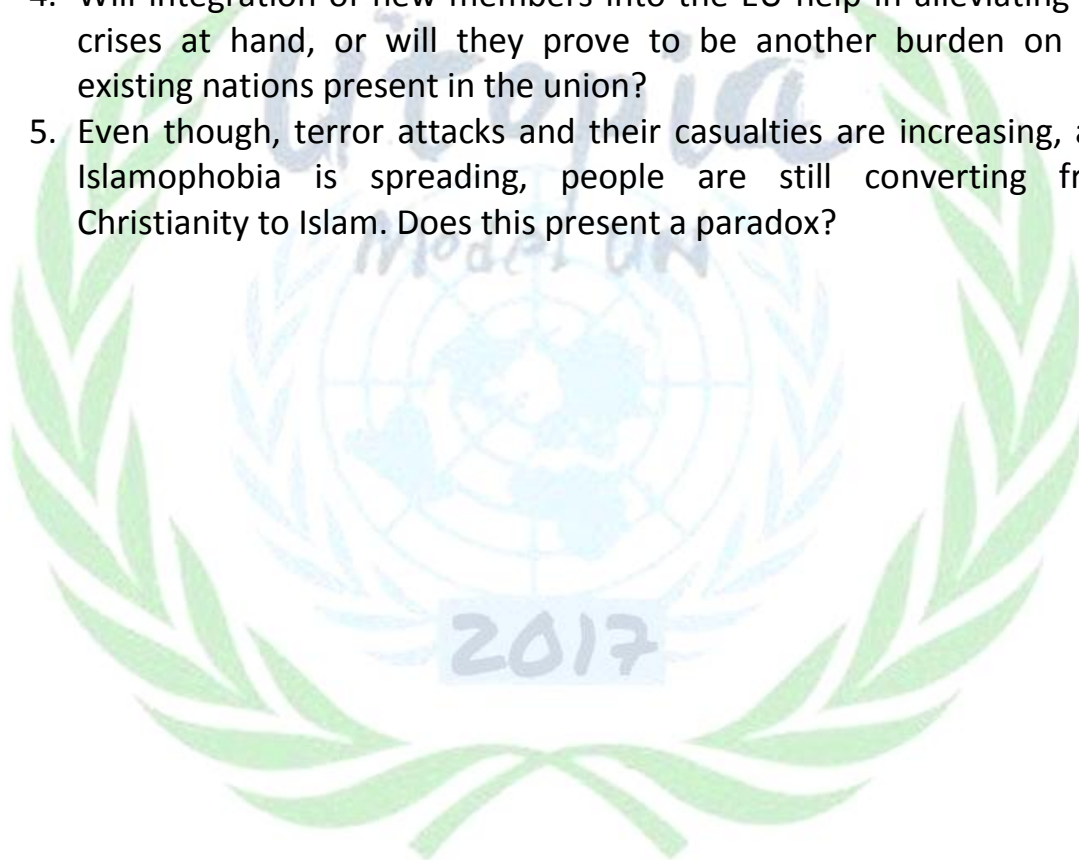 4. Will integration of new members into the EU help in alleviating
crises at hand, or will they prove to be another burden on
existing nations present in the union?
5. Even though, terror attacks and their casualties are increasing,
Islamophobia is spreading, people are still converting
Christianity to Islam. Does this present a paradox?
Utopia
Model UN
2017